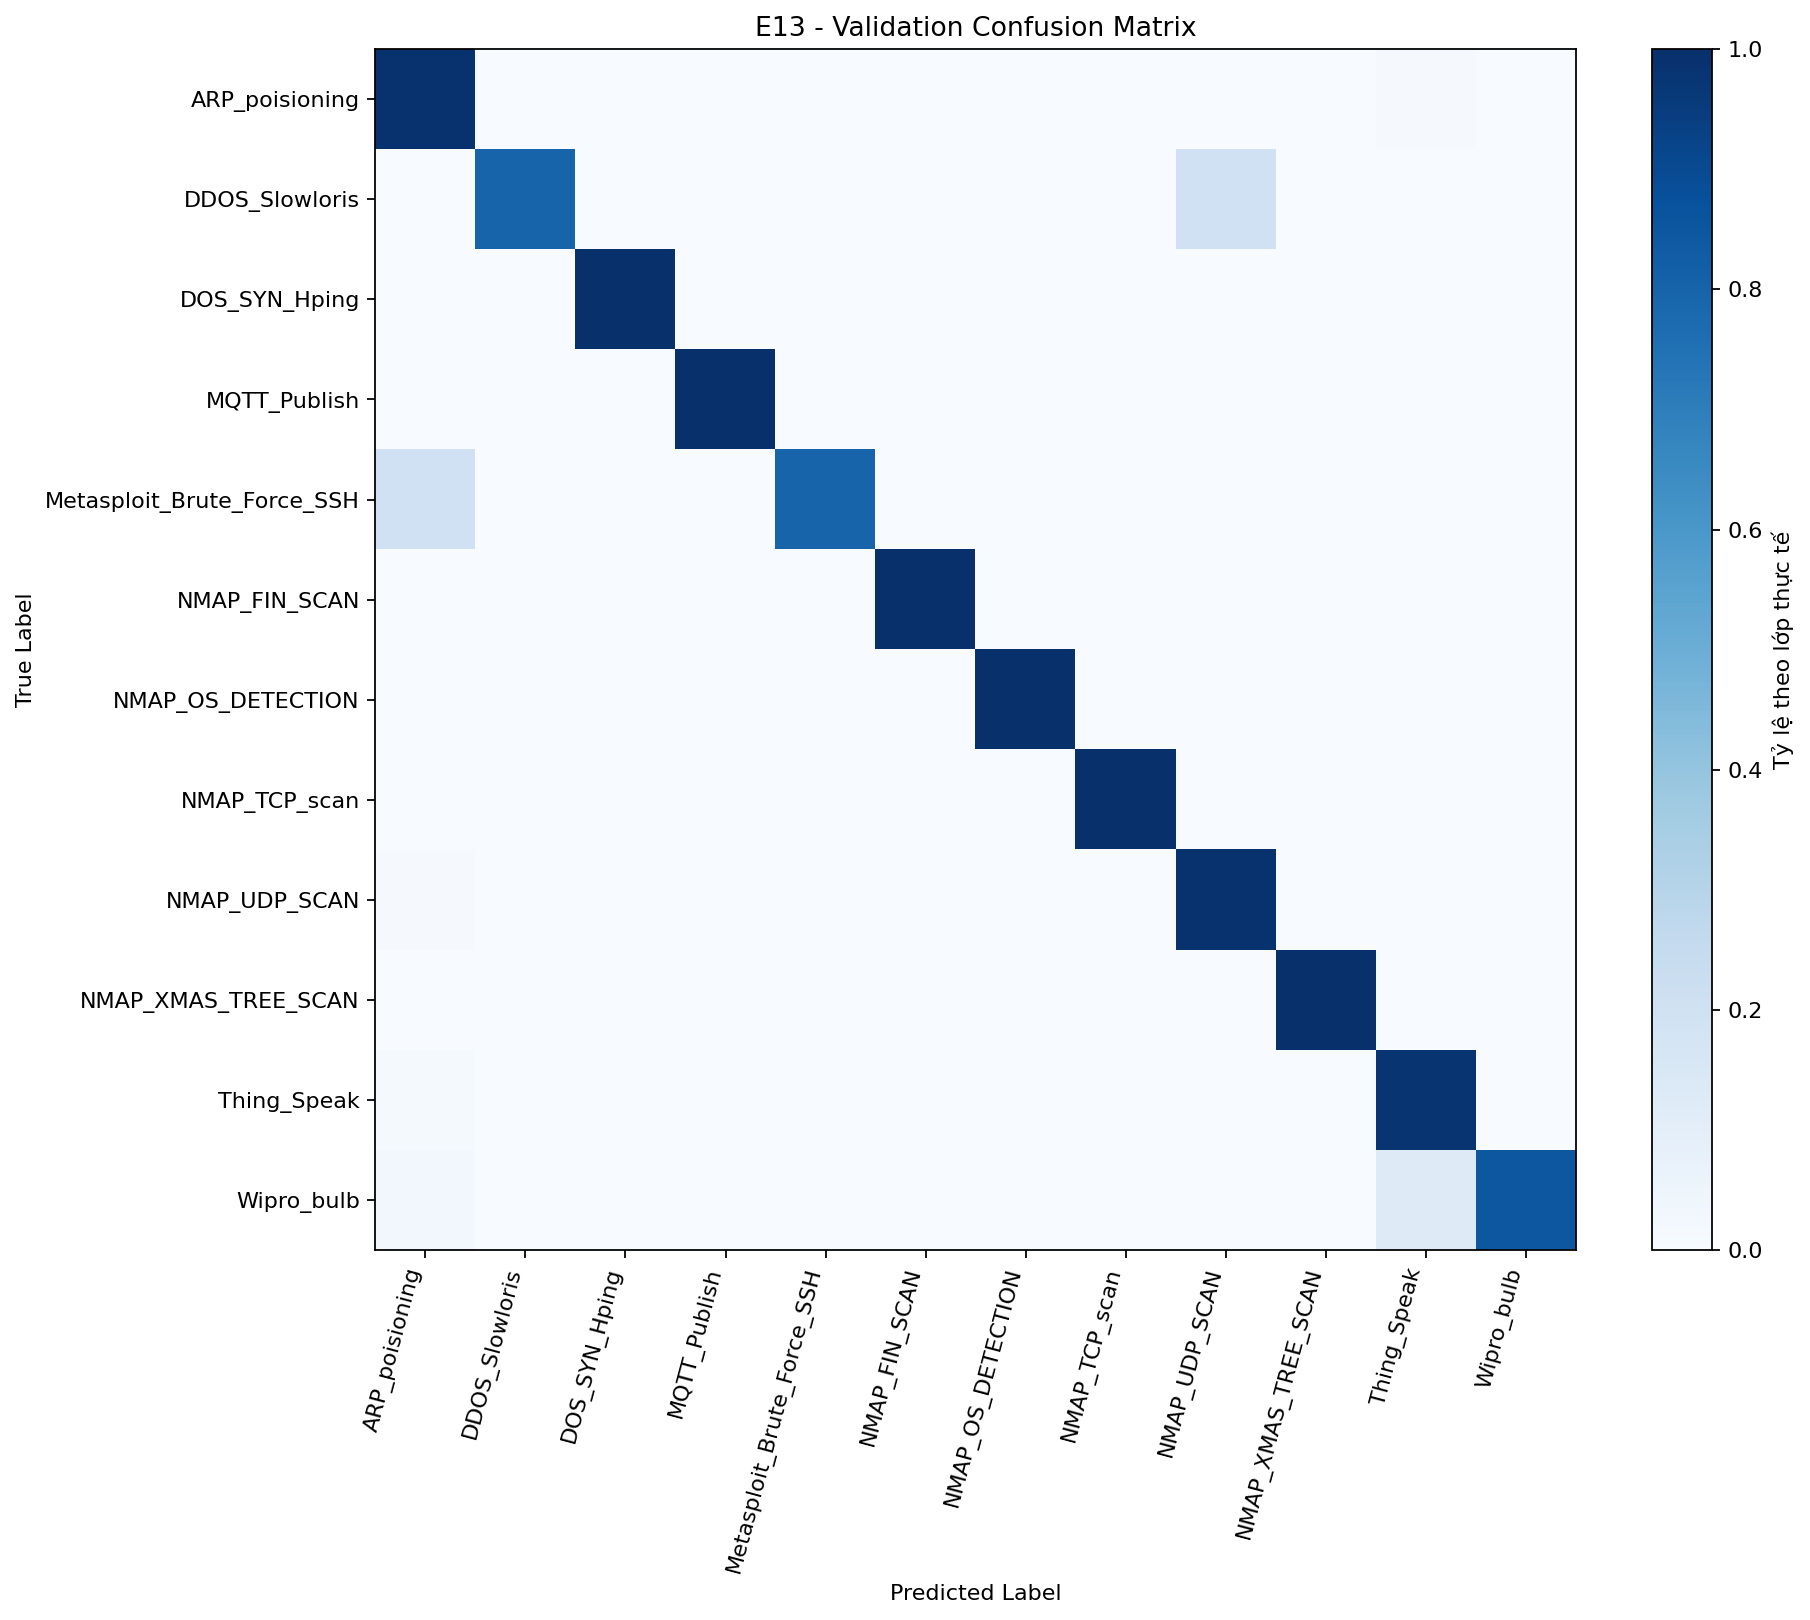 E13 - Validation Confusion Matrix
True Label
ARP_poisioning
DDOS_Slowloris
DOS_SYN_Hping
MQTT_Publish
Metasploit_Brute_Force_SSH
NMAP_FIN_SCAN
NMAP_OS_DETECTION
NMAP_TCP_scan
NMAP_UDP_SCAN
NMAP_XMAS_TREE_SCAN
Thing_Speak
Wipro_bulb
ARP_poisioning
DDOS_Slowloris
DOS_SYN_Hping
MQTT_Publish
Metasploit_Brute_Force_SSH
NMAP_FIN_SCAN
NMAP_OS_DETECTION
NMAP_TCP_scan
NMAP_UDP_SCAN
NMAP_XMAS_TREE_SCAN
Thing_Speak
Wipro_bulb
Predicted Label
1.0
0.8
0.6
0.4
0.2
0.0
Tỷ lệ theo lớp thực tế